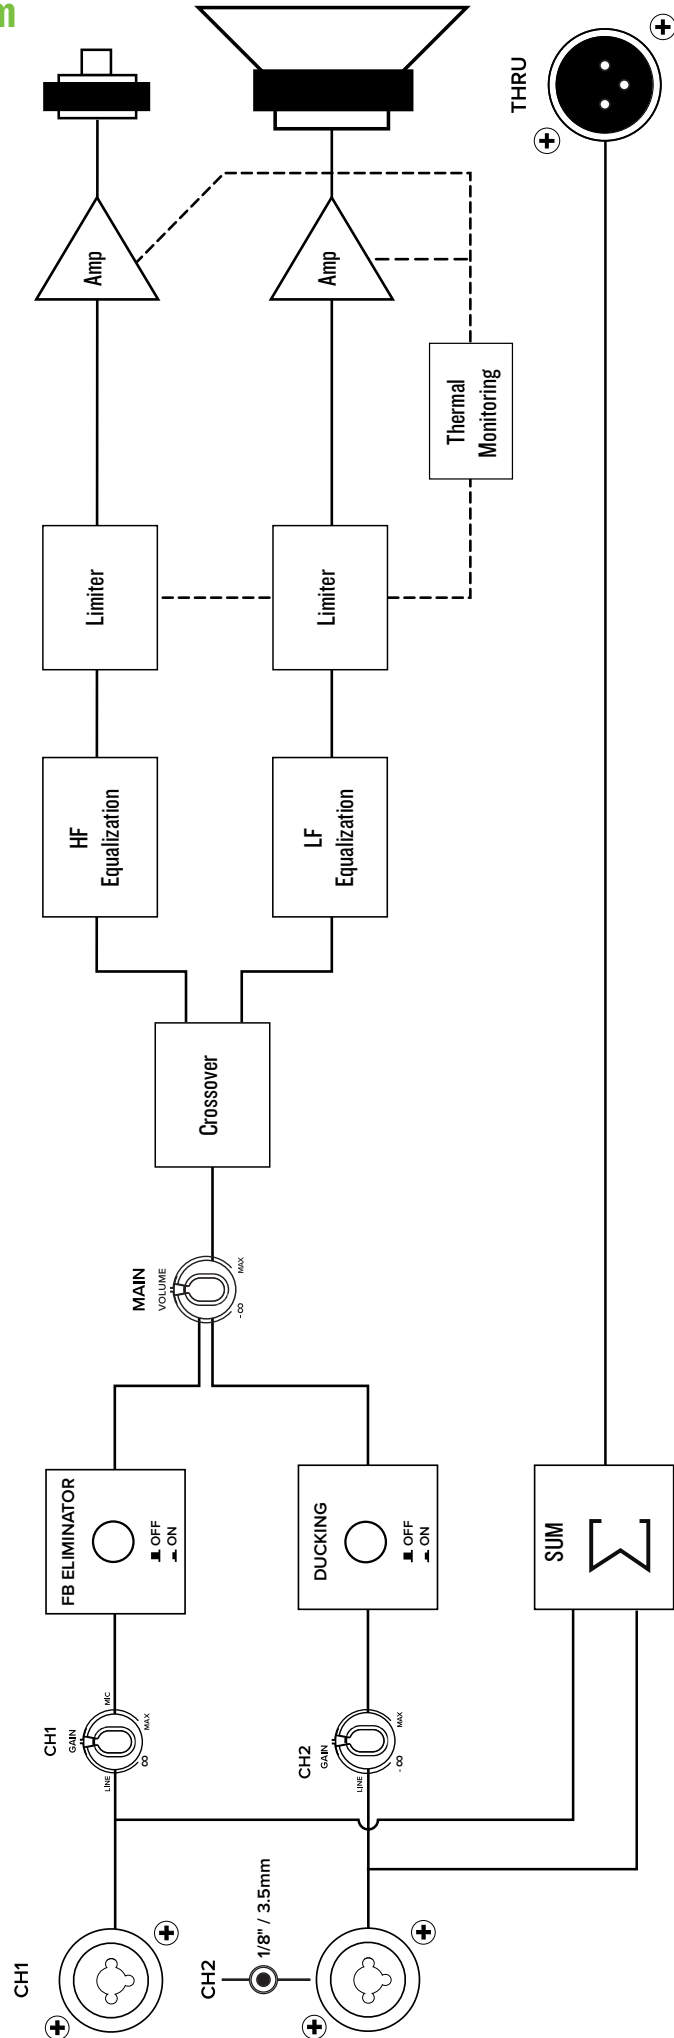 m
CH1
CH2
1/8" / 3.5mm
CH1
GAIN
LINE
MIC
∞
MAX
CH2
GAIN
LINE
-∞
MAX
FB ELIMINATOR
OFF
ON
DUCKING
OFF
ON
SUM
Σ
MAIN
VOLUME
-∞
MAX
Crossover
HF
Equalization
LF
Equalization
Limiter
Limiter
Thermal
Monitoring
Amp
Amp
THRU